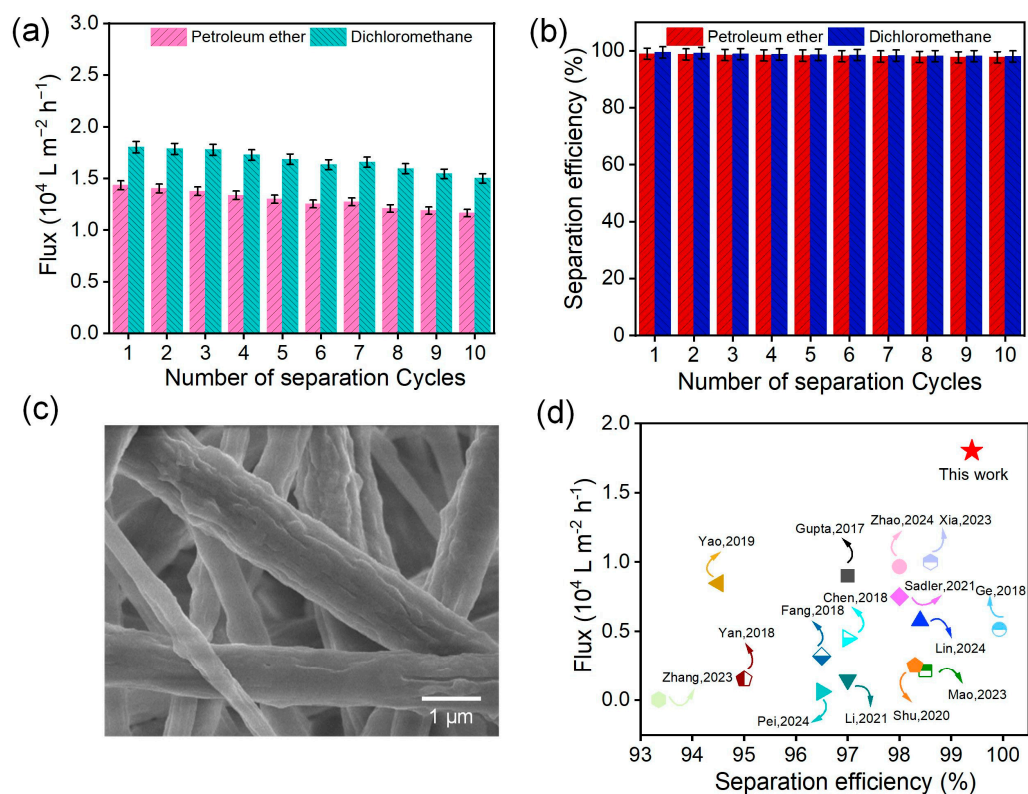 (a)
Petroleum ether Dichloromethane
Flux (10⁴ L m⁻² h⁻¹)
3.0
2.5
2.0
1.5
1.0
0.5
0.0
1 2 3 4 5 6 7 8 9 10
Number of separation Cycles
(b)
Petroleum ether Dichloromethane
Separation efficiency (%)
100
80
60
40
20
0
1 2 3 4 5 6 7 8 9 10
Number of separation Cycles
(c)
1 μm
(d)
Flux (10⁴ L m⁻² h⁻¹)
2.0
1.5
1.0
0.5
0.0
This work
Yao,2019
Gupta,2017
Zhao,2024
Xia,2023
Chen,2018
Sadler,2021
Ge,2018
Fang,2018
Yan,2018
Lin,2024
Zhang,2023
Pei,2024
Li,2021
Shu,2020
Mao,2023
93 94 95 96 97 98 99 100
Separation efficiency (%)